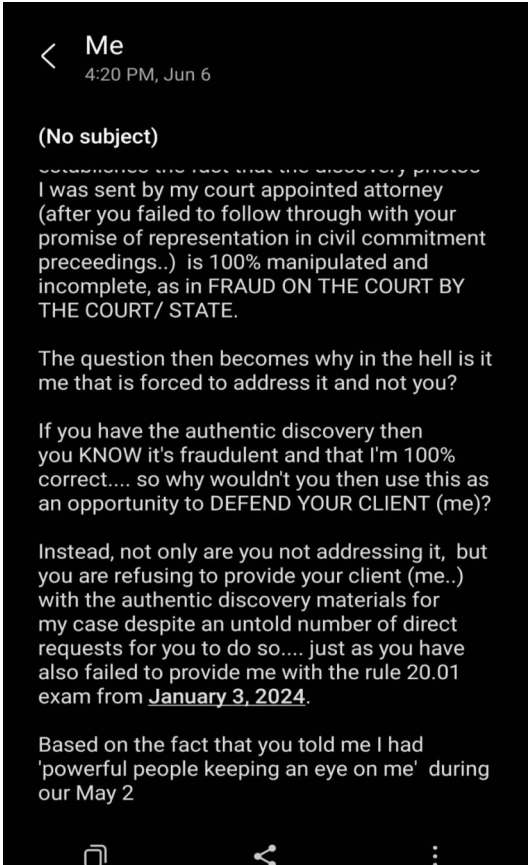 Me
4:20 PM, Jun 6
(No subject)
established the fact that the discovery photos
I was sent by my court appointed attorney
(after you failed to follow through with your
promise of representation in civil commitment
preceedings..)  is 100% manipulated and
incomplete, as in FRAUD ON THE COURT BY
THE COURT/ STATE.
The question then becomes why in the hell is it
me that is forced to address it and not you?
If you have the authentic discovery then
you KNOW it's fraudulent and that I'm 100%
correct.... so why wouldn't you then use this as
an opportunity to DEFEND YOUR CLIENT (me)?
Instead, not only are you not addressing it,  but
you are refusing to provide your client (me..)
with the authentic discovery materials for
my case despite an untold number of direct
requests for you to do so.... just as you have
also failed to provide me with the rule 20.01
exam from January 3, 2024.
Based on the fact that you told me I had
'powerful people keeping an eye on me'  during
our May 2